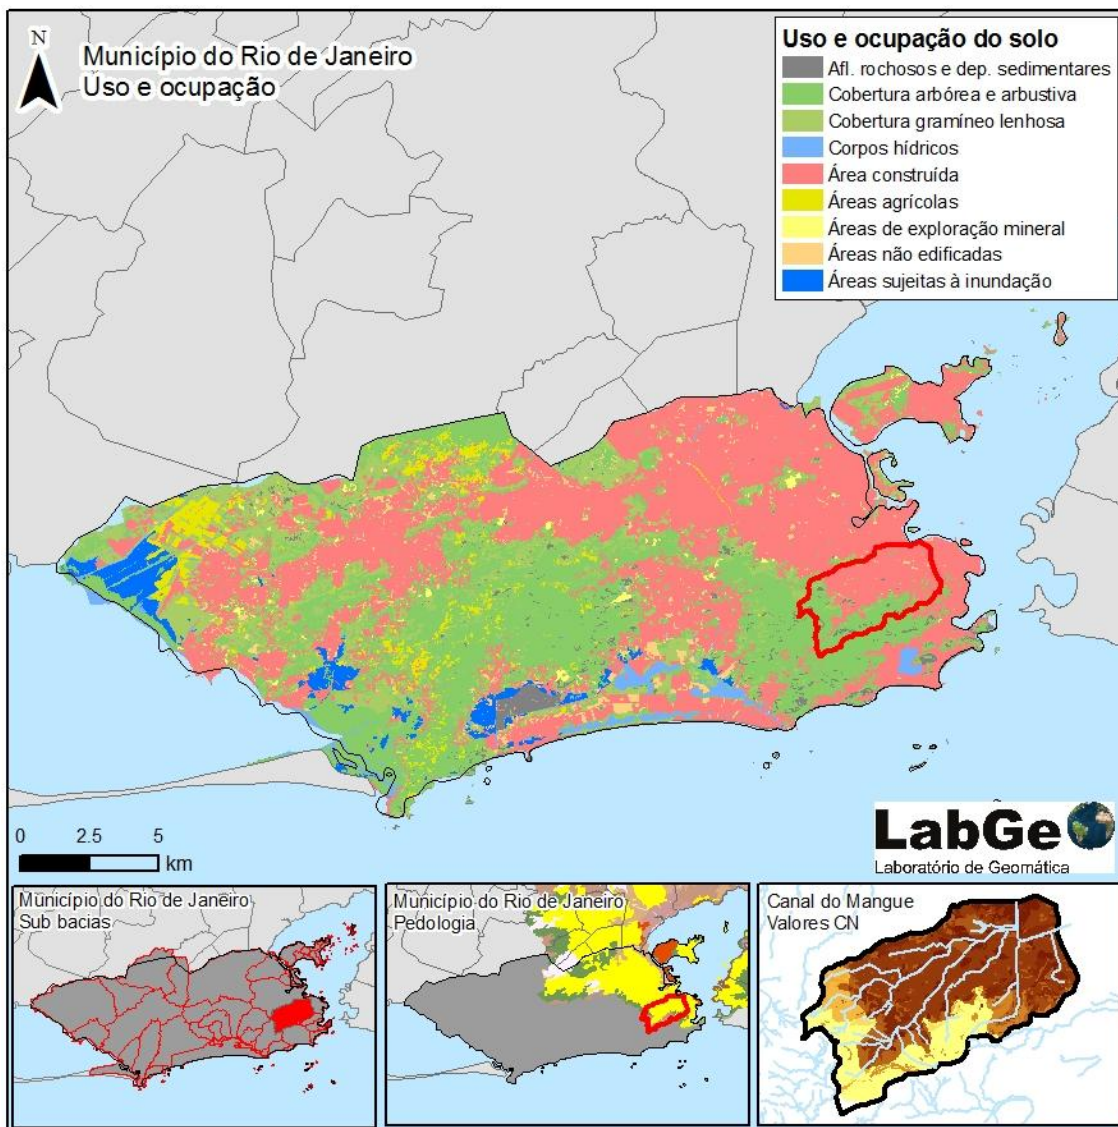 N
Município do Rio de Janeiro
Uso e ocupação
Uso e ocupação do solo
Afl. rochosos e dep. sedimentares
Cobertura arbórea e arbustiva
Cobertura gramíneo lenhosa
Corpos hídricos
Área construída
Áreas agrícolas
Áreas de exploração mineral
Áreas não edificadas
Áreas sujeitas à inundação
0 2.5 5
km
LabGe
Laboratório de Geomática
Município do Rio de Janeiro
Sub bacias
Município do Rio de Janeiro
Pedologia
Canal do Mangue
Valores CN